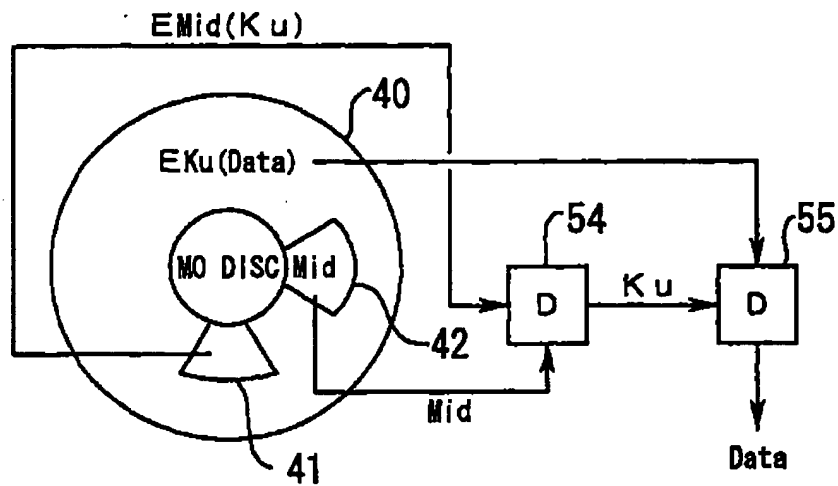 EMid(Ku)
40
EKu(Data)
54
55
MO DISC
Mid
D
Ku
D
42
Mid
41
Data